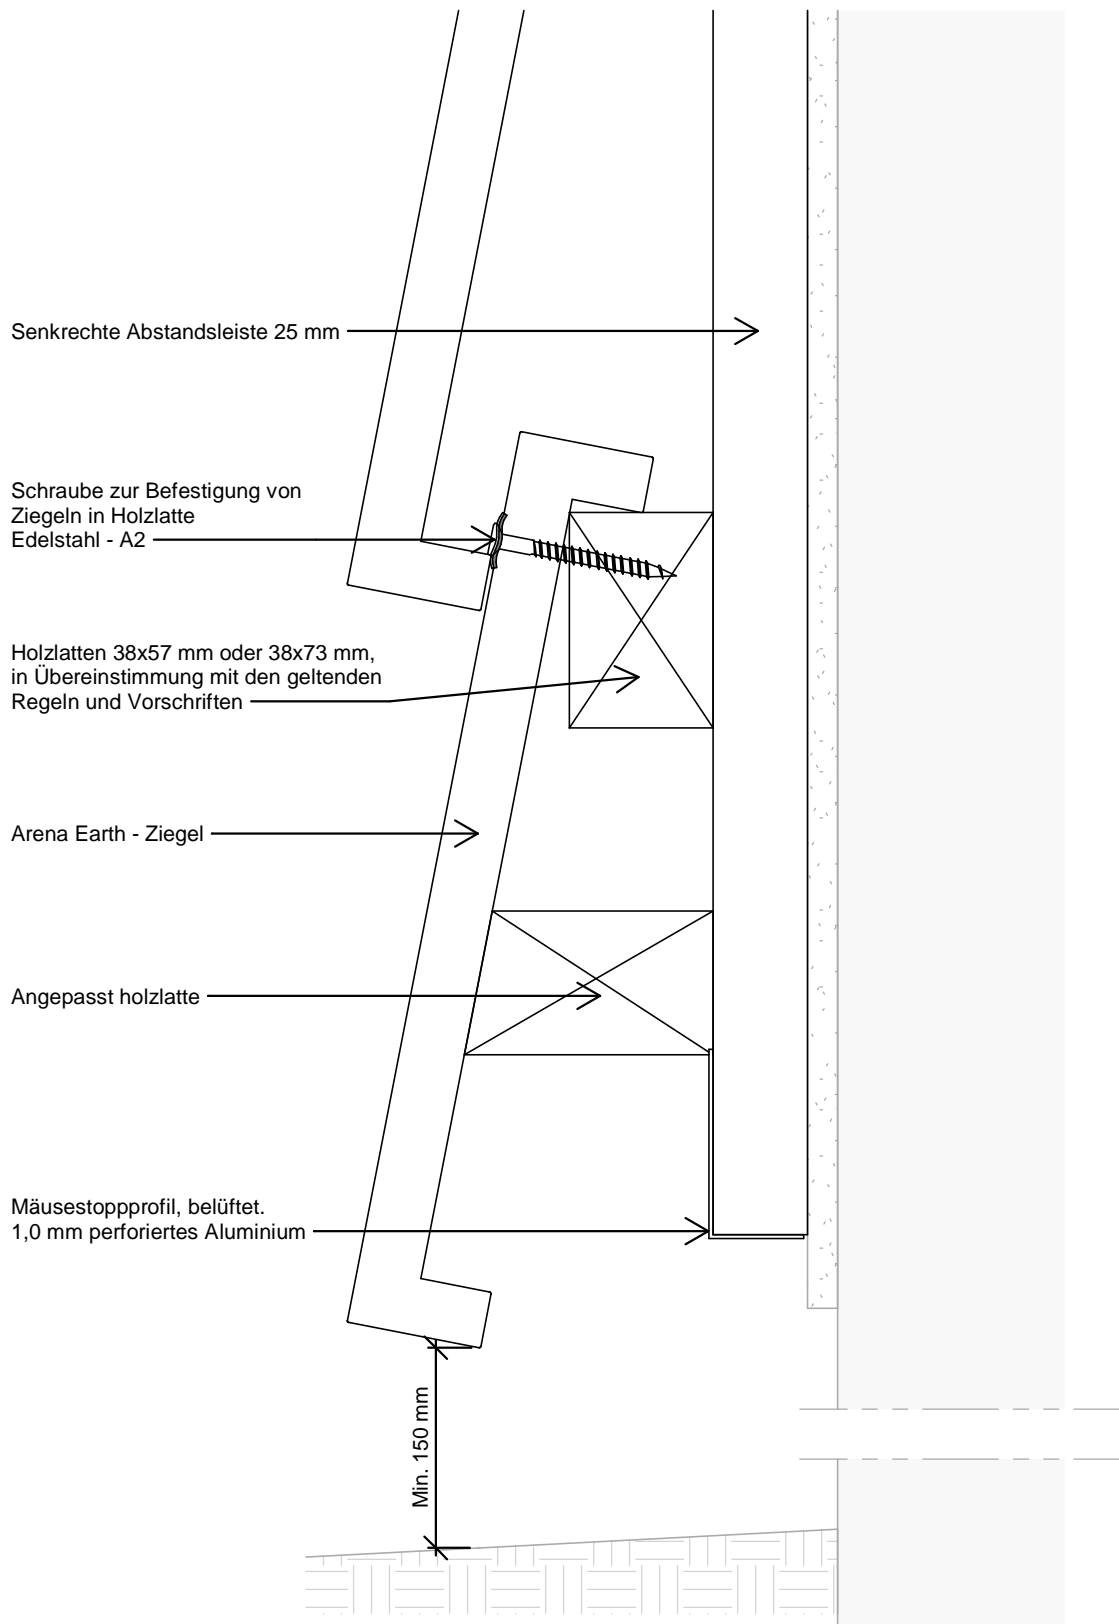 Senkrechte Abstandsleiste 25 mm
Schraube zur Befestigung von
Ziegeln in Holzlatte
Edelstahl - A2
Holzlatten 38x57 mm oder 38x73 mm,
in Übereinstimmung mit den geltenden
Regeln und Vorschriften
Arena Earth - Ziegel
Angepasst holzlatte
Mäusestoppprofil, belüftet.
1,0 mm perforiertes Aluminium
Min. 150 mm